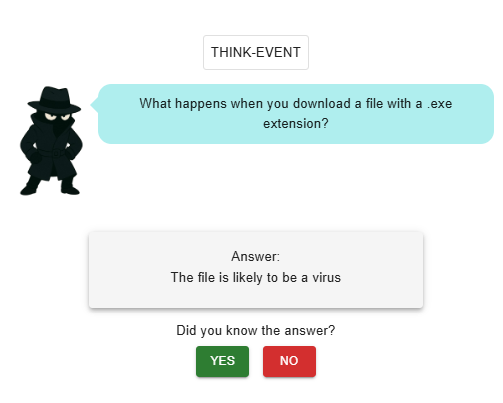 THINK-EVENT
What happens when you download a file with a .exe
extension?
Answer:
The file is likely to be a virus
Did you know the answer?
YES NO